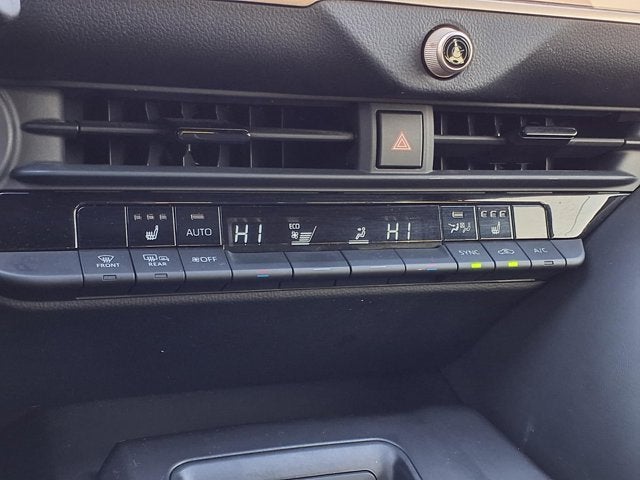 AUTO
HI
ECO
HI
FRONT
REAR
OFF
SYNC
A/C